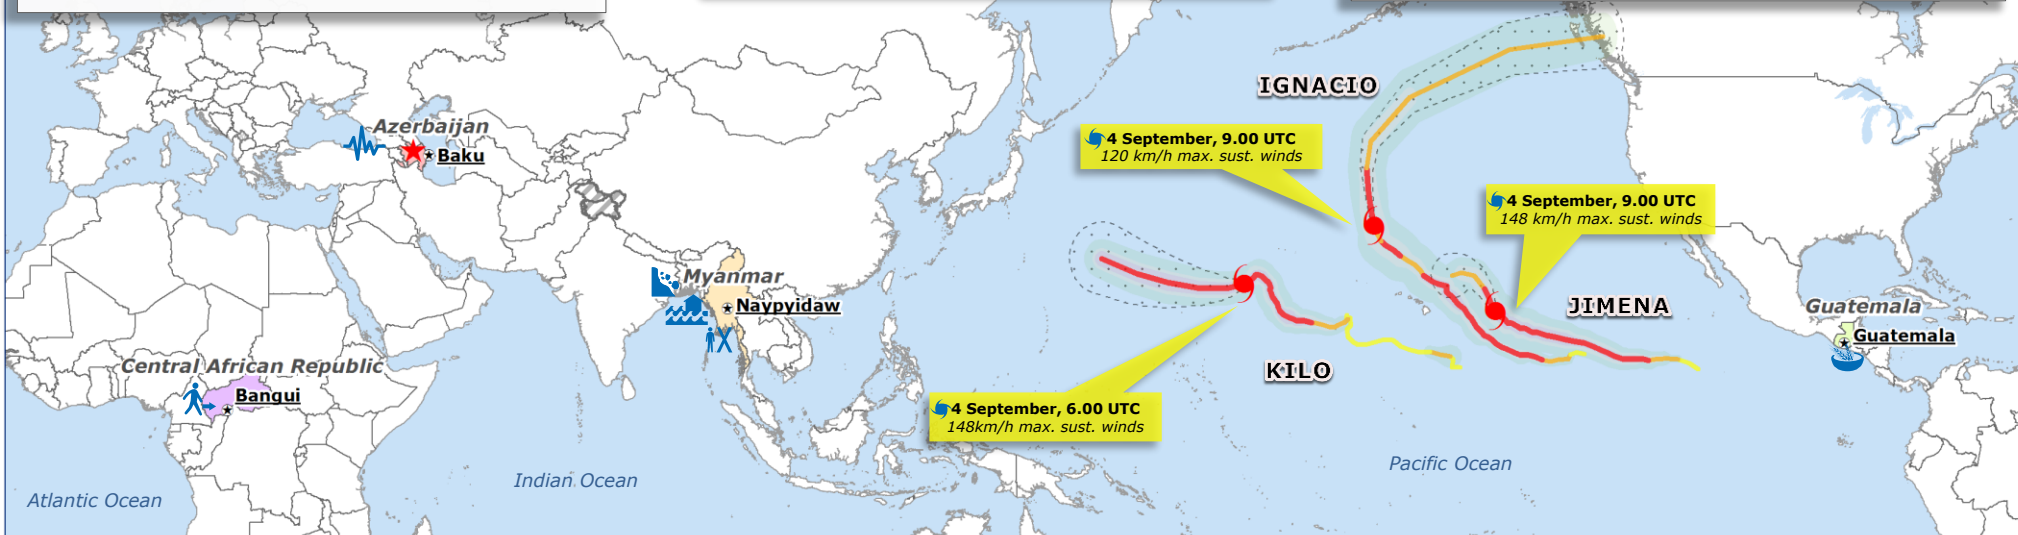 IGNACIO
4 September, 9.00 UTC
120 km/h max. sust. winds
Azerbaijan
Baku
4 September, 9.00 UTC
148 km/h max. sust. winds
Myanmar
Naypyidaw
JIMENA
Guatemala
Guatemala
Central African Republic
Bangui
KILO
4 September, 6.00 UTC
148km/h max. sust. winds
Pacific Ocean
Indian Ocean
Atlantic Ocean